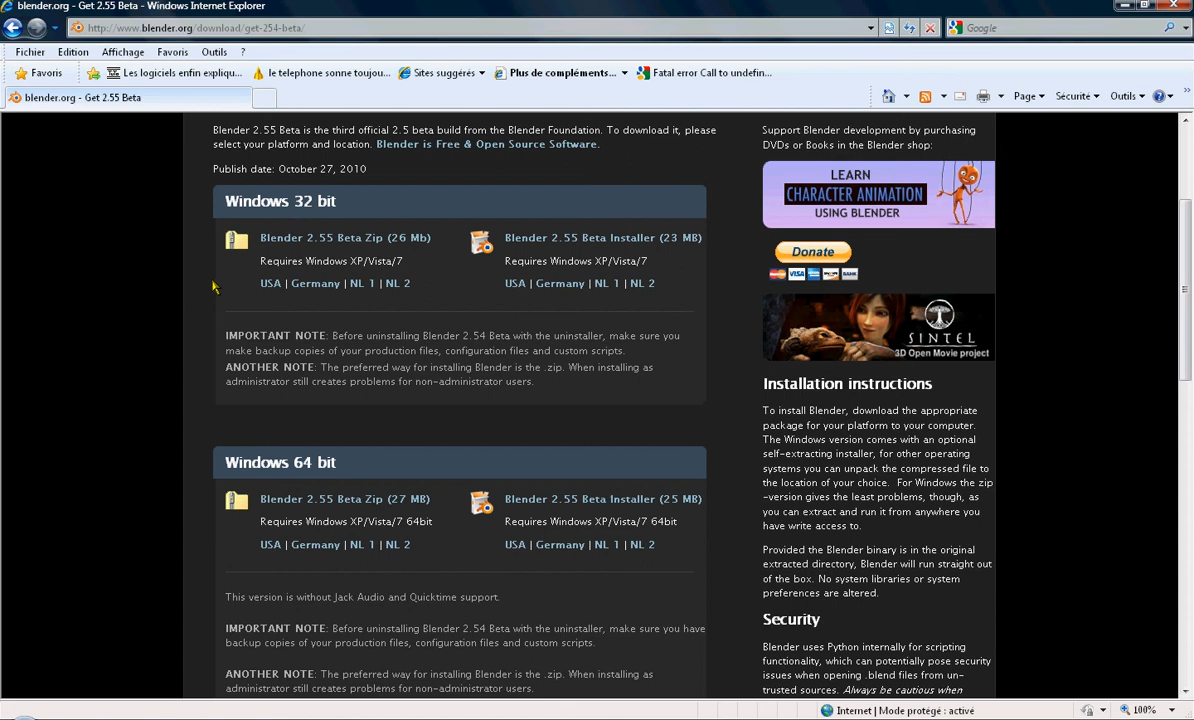 blender.org - Get 2.55 Beta - Windows Internet Explorer
http://www.blender.org/download/get-254-beta/
Google
Fichier Edition Affichage Favoris Outils ?
Favoris Les logiciels enfin expliqu... le telephone sonne toujou... Sites suggérés Plus de compléments... Fatal error Call to undefin...
blender.org - Get 2.55 Beta
Page Sécurité Outils
Blender 2.55 Beta is the third official 2.5 beta build from the Blender Foundation. To download it, please
select your platform and location. Blender is Free & Open Source Software.
Publish date: October 27, 2010
Windows 32 bit
Blender 2.55 Beta Zip (26 Mb)
Requires Windows XP/Vista/7
USA | Germany | NL 1 | NL 2
Blender 2.55 Beta Installer (23 MB)
Requires Windows XP/Vista/7
USA | Germany | NL 1 | NL 2
IMPORTANT NOTE: Before uninstalling Blender 2.54 Beta with the uninstaller, make sure you
make backup copies of your production files, configuration files and custom scripts.
ANOTHER NOTE: The preferred way for installing Blender is the .zip. When installing as
administrator still creates problems for non-administrator users.
Windows 64 bit
Blender 2.55 Beta Zip (27 MB)
Requires Windows XP/Vista/7 64bit
USA | Germany | NL 1 | NL 2
Blender 2.55 Beta Installer (25 MB)
Requires Windows XP/Vista/7 64bit
USA | Germany | NL 1 | NL 2
This version is without Jack Audio and Quicktime support.
IMPORTANT NOTE: Before uninstalling Blender 2.54 Beta with the uninstaller, make sure you have
backup copies of your production files, configuration files and custom scripts.
ANOTHER NOTE: The preferred way for installing Blender is the .zip. When installing as
administrator still creates problems for non-administrator users.
Support Blender development by purchasing
DVDs or Books in the Blender shop:
LEARN
CHARACTER ANIMATION
USING BLENDER
Donate
VISA
BANK
SINTEL
3D Open Movie project
Installation instructions
To install Blender, download the appropriate
package for your platform to your computer.
The Windows version comes with an optional
self-extracting installer, for other operating
systems you can unpack the compressed file to
the location of your choice. For Windows the zip
-version gives the least problems, though, as
you can extract and run it from anywhere you
have write access to.
Provided the Blender binary is in the original
extracted directory, Blender will run straight out
of the box. No system libraries or system
preferences are altered.
Security
Blender uses Python internally for scripting
functionality, which can potentially pose security
issues when opening .blend files from un-
trusted sources. Always be cautious when
Internet | Mode protégé : activé
100%